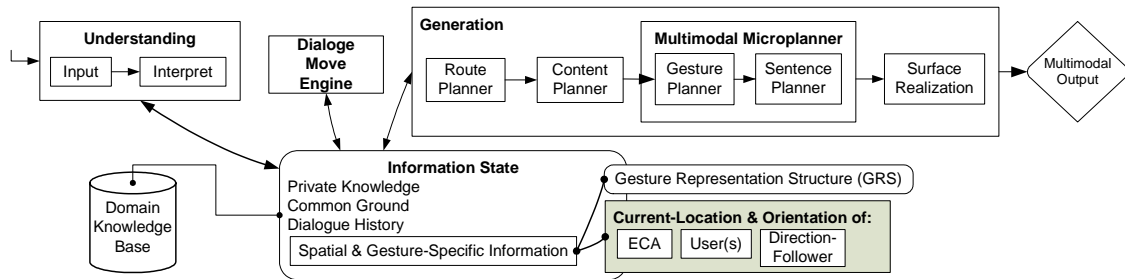 Understanding
Input
Interpret
Dialoge
Move
Engine
Generation
Route
Planner
Content
Planner
Multimodal Microplanner
Gesture
Planner
Sentence
Planner
Surface
Realization
Multimodal
Output
Domain
Knowledge
Base
Information State
Private Knowledge
Common Ground
Dialogue History
Spatial & Gesture-Specific Information
Gesture Representation Structure (GRS)
Current-Location & Orientation of:
ECA
User(s)
Direction-
Follower